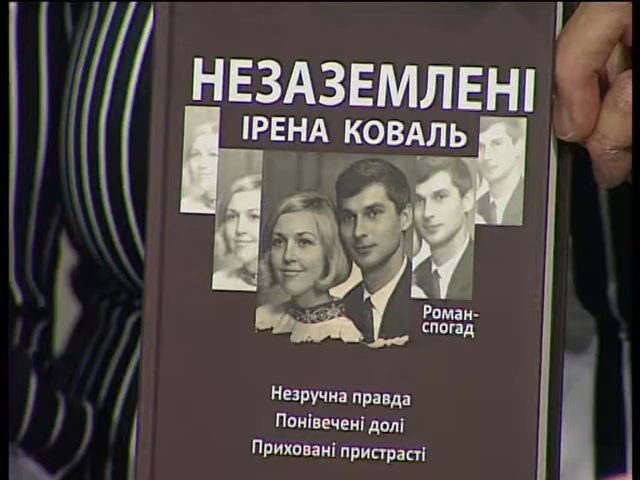 НЕЗАЗЕМЛЕНІ
ІРЕНА КОВАЛЬ
Роман-
спогад
Незручна правда
Понівечені долі
Приховані пристрасті